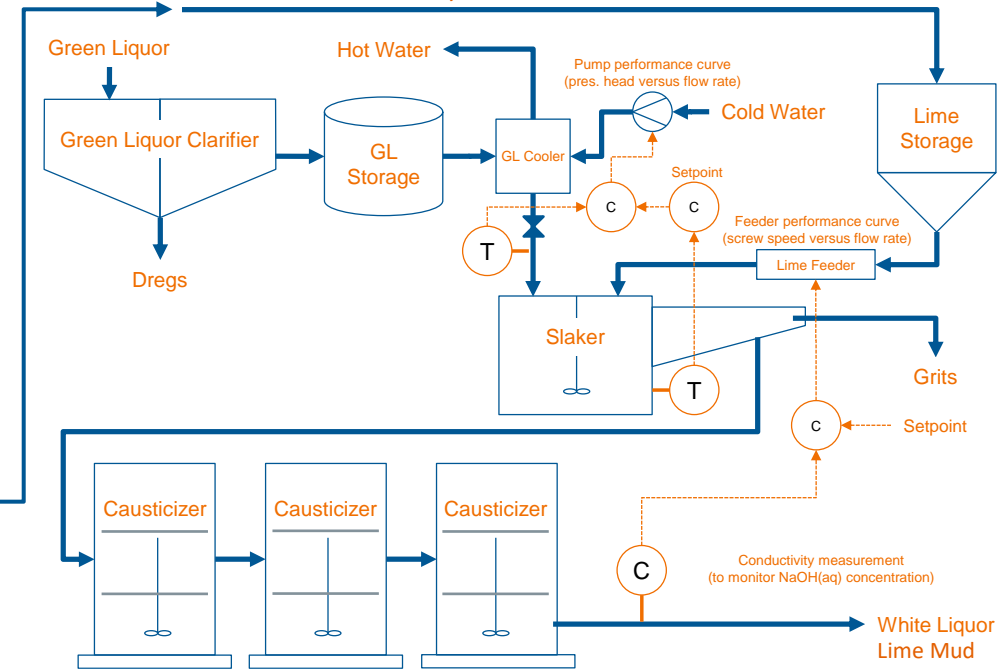 Green Liquor
Hot Water
Pump performance curve
(pres. head versus flow rate)
Cold Water
Green Liquor Clarifier
GL
Storage
GL Cooler
Lime
Storage
Setpoint
C
C
Feeder performance curve
(screw speed versus flow rate)
T
Lime Feeder
Dregs
Slaker
Grits
T
C
Setpoint
Causticizer
Causticizer
Causticizer
C
Conductivity measurement
(to monitor NaOH(aq) concentration)
White Liquor
Lime Mud